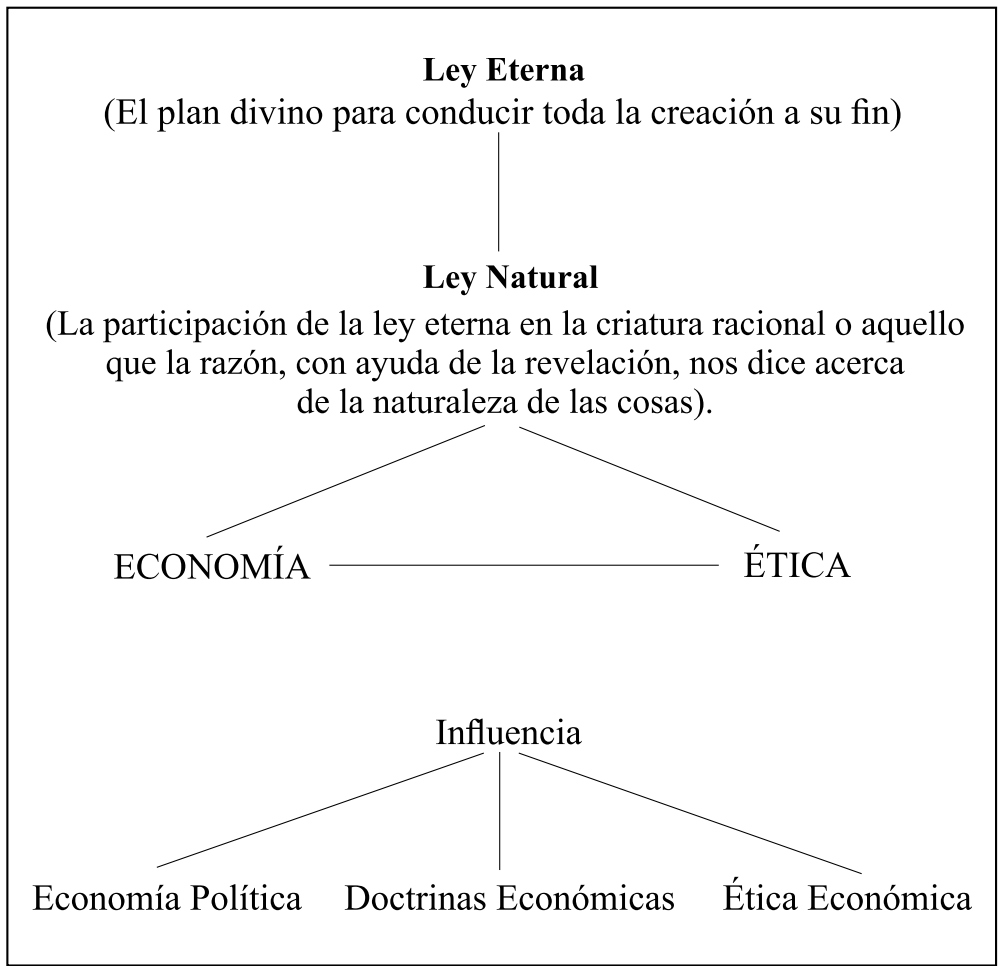 Ley Eterna
(El plan divino para conducir toda la creación a su fin)
Ley Natural
(La participación de la ley eterna en la criatura racional o aquello
que la razón, con ayuda de la revelación, nos dice acerca
de la naturaleza de las cosas).
ECONOMÍA ÉTICA
Influencia
Economía Política Doctrinas Económicas Ética Económica